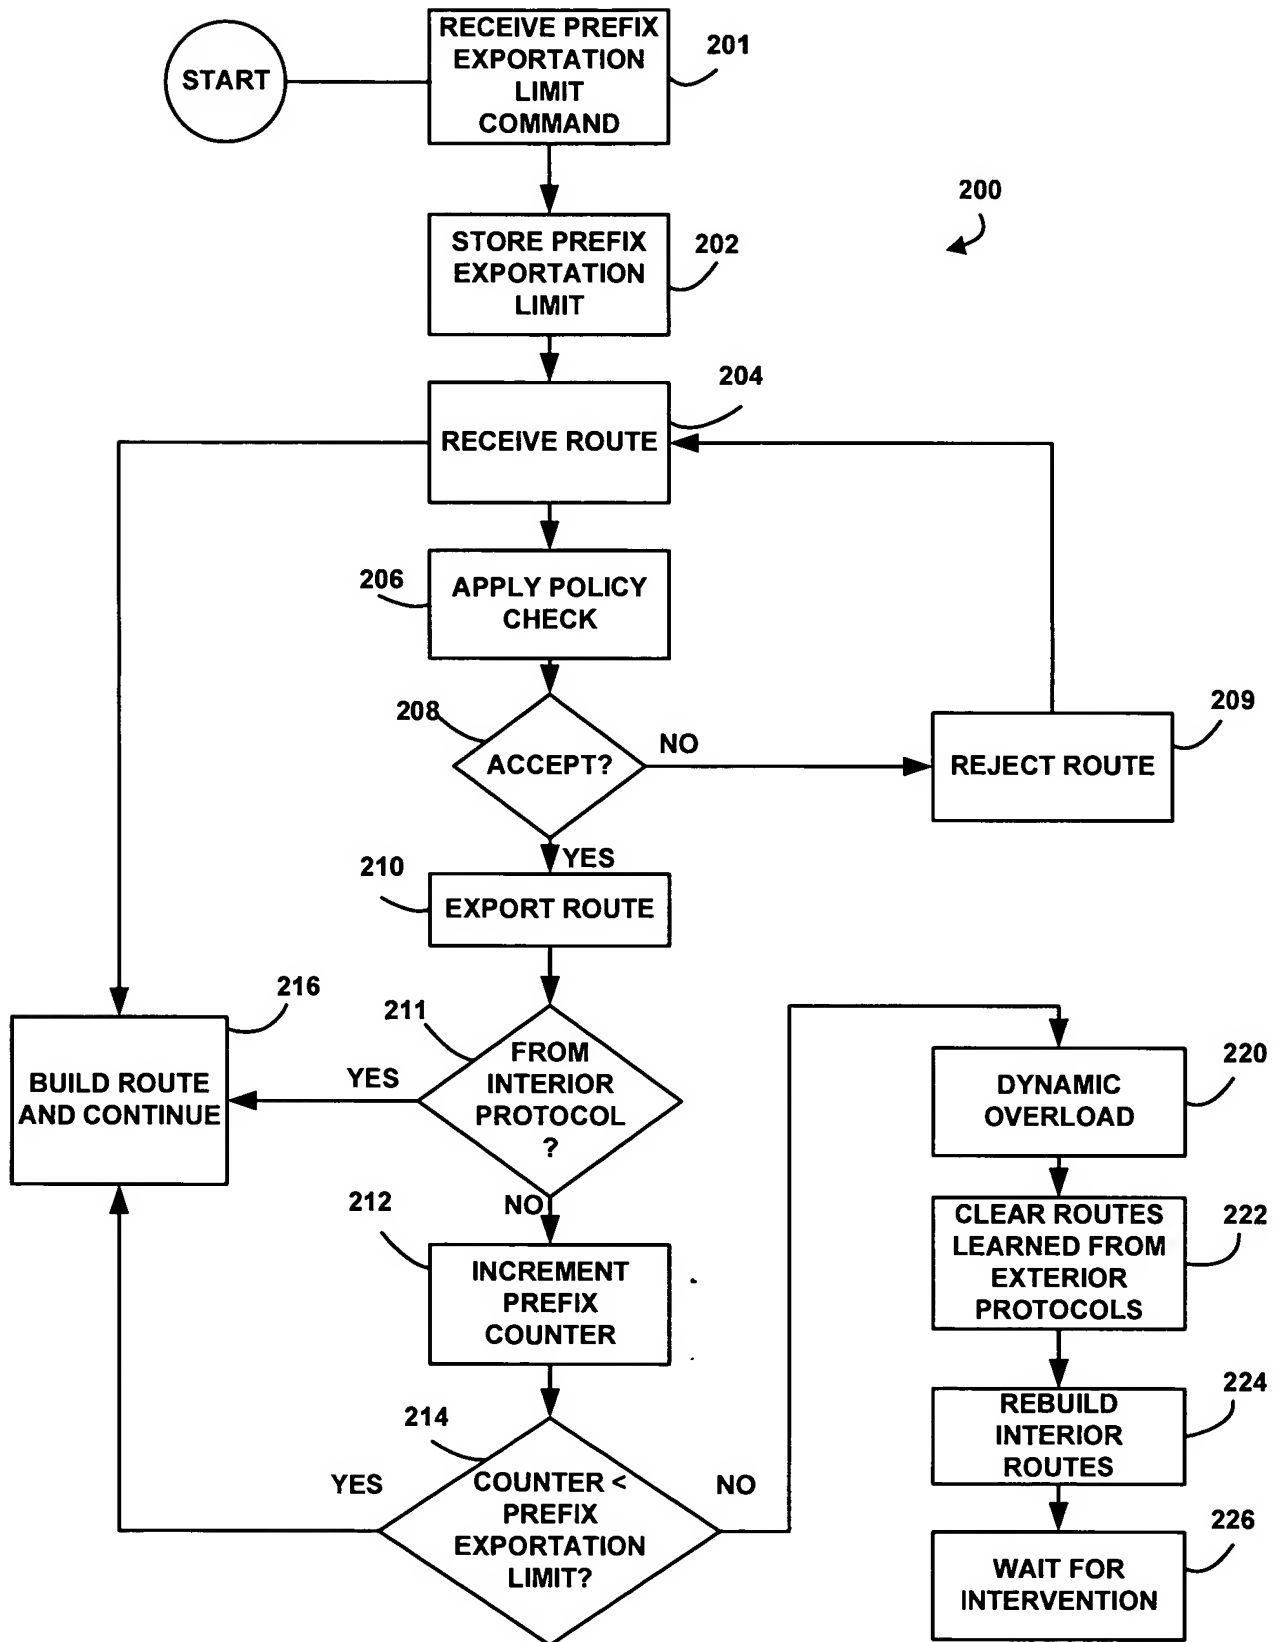 RECEIVE PREFIX
EXPORTATION
LIMIT
COMMAND
201
START
200
STORE PREFIX
EXPORTATION
LIMIT
202
204
RECEIVE ROUTE
206
APPLY POLICY
CHECK
208
ACCEPT?
NO
209
REJECT ROUTE
YES
210
EXPORT ROUTE
216
BUILD ROUTE
AND CONTINUE
211
FROM
INTERIOR
PROTOCOL
?
YES
NO
212
INCREMENT
PREFIX
COUNTER
214
COUNTER <
PREFIX
EXPORTATION
LIMIT?
YES
NO
220
DYNAMIC
OVERLOAD
222
CLEAR ROUTES
LEARNED FROM
EXTERIOR
PROTOCOLS
224
REBUILD
INTERIOR
ROUTES
226
WAIT FOR
INTERVENTION